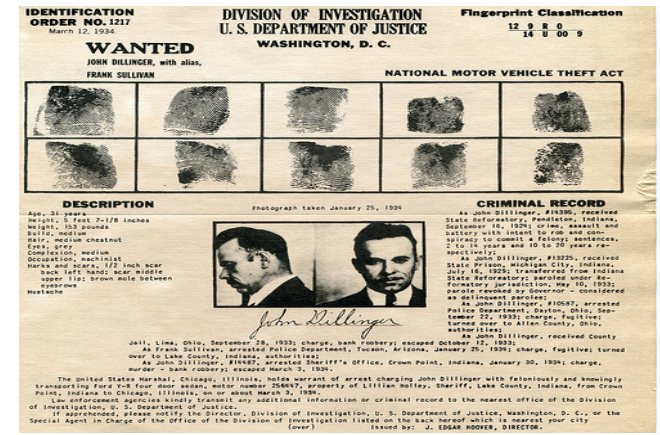 IDENTIFICATION
ORDER NO. 1217
March 12, 1934.
DIVISION OF INVESTIGATION
U. S. DEPARTMENT OF JUSTICE
WASHINGTON, D. C.
Fingerprint Classification
12 9 R O
14 U 00 9
WANTED
JOHN DILLINGER, with alias,
FRANK SULLIVAN
NATIONAL MOTOR VEHICLE THEFT ACT
DESCRIPTION
Age, 31 years
Height, 5 feet 7-1/8 inches
Weight, 153 pounds
Build, medium
Hair, medium chestnut
Eyes, grey
Complexion, medium
Occupation, machinist
Marks and scars, 1/2 inch scar
back left hand; scar middle
upper lip; brown mole between
eyebrows
Mustache
Photograph taken January 25, 1934
John Dillinger
CRIMINAL RECORD
As John Dillinger, #14395, received
State Reformatory, Pendleton, Indiana,
September 16, 1924; crime, assault and
battery with intent to rob and con-
spiracy to commit a felony; sentences,
2 to 14 years and 10 to 20 years re-
spectively;
As John Dillinger, #13225, received
State Prison, Michigan City, Indiana,
July 16, 1929; transferred from Indiana
State Reformatory; paroled under Re-
formatory jurisdiction, May 10, 1933;
parole revoked by Governor - considered
as delinquent parolee;
As John Dillinger, #10587, arrested
Police Department, Dayton, Ohio, Sep-
tember 22, 1933; charge, fugitive;
turned over to Allen County, Ohio,
authorities;
As John Dillinger, received County
Jail, Lima, Ohio, September 28, 1933; charge, bank robbery; escaped October 12, 1933;
As Frank Sullivan, arrested Police Department, Tucson, Arizona, January 25, 1934; charge, fugitive; turned
over to Lake County, Indiana, authorities;
As John Dillinger, #14487, arrested Sheriff's Office, Crown Point, Indiana, January 30, 1934; charge,
murder - bank robbery; escaped March 3, 1934.
The United States Marshal, Chicago, Illinois, holds warrant of arrest charging John Dillinger with feloniously and knowingly
transporting Ford V-8 four door sedan, motor number 256447, property of Lillian Holley, Sheriff, Lake County, Indiana, from Crown
Point, Indiana to Chicago, Illinois, on or about March 3, 1934.
Law enforcement agencies kindly transmit any additional information or criminal record to the nearest office of the Division
of Investigation, U. S. Department of Justice.
If apprehended, please notify the Director, Division of Investigation, U. S. Department of Justice, Washington, D. C., or the
Special Agent in Charge of the Office of the Division of Investigation listed on the back hereof which is nearest your city
(over) Issued by: J. EDGAR HOOVER, DIRECTOR.